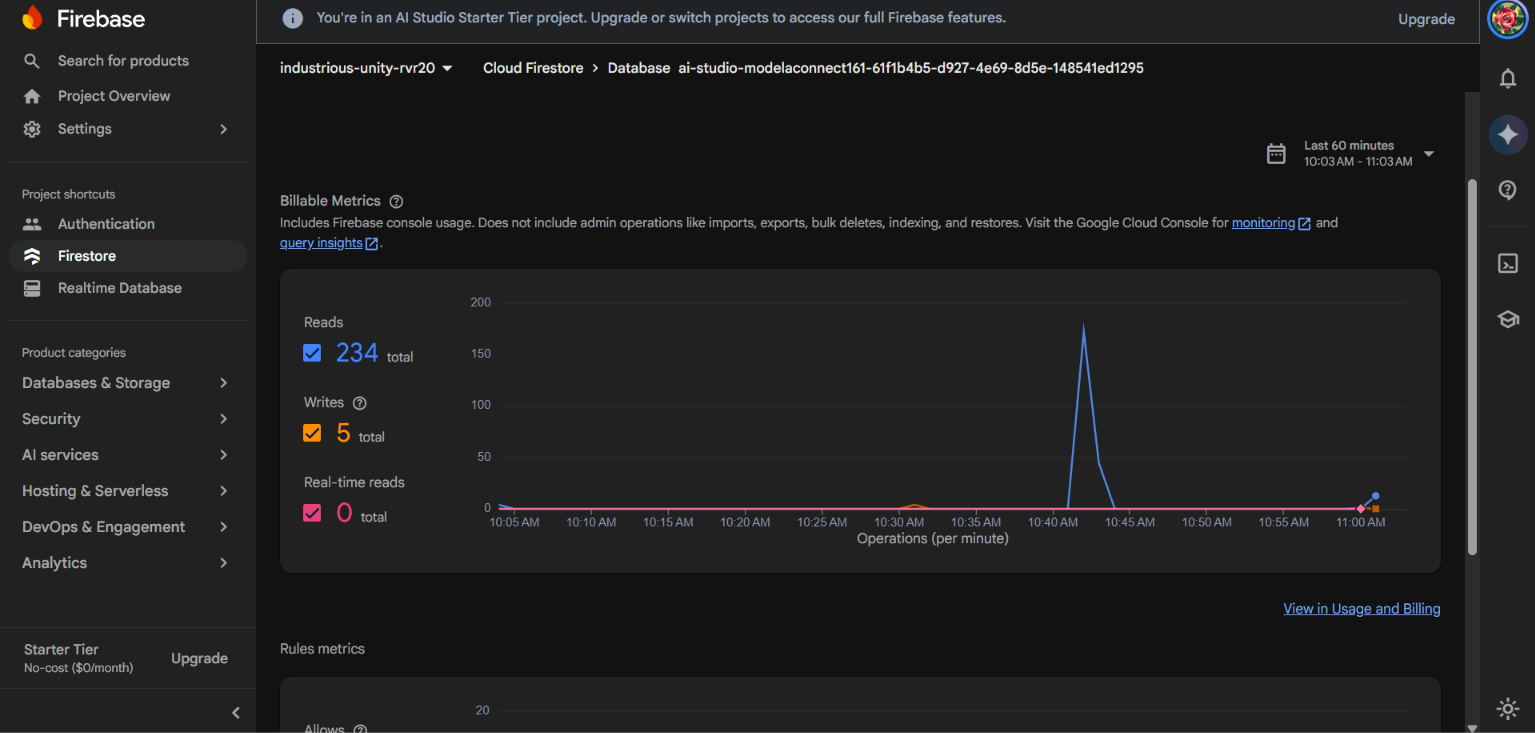 Firebase
Search for products
Project Overview
Settings
Project shortcuts
Authentication
Firestore
Realtime Database
Product categories
Databases & Storage
Security
AI services
Hosting & Serverless
DevOps & Engagement
Analytics
Starter Tier
No-cost ($0/month)
Upgrade
You're in an AI Studio Starter Tier project. Upgrade or switch projects to access our full Firebase features.
Upgrade
industrious-unity-rvr20
Cloud Firestore > Database ai-studio-modelaconnect161-61f1b4b5-d927-4e69-8d5e-148541ed1295
Last 60 minutes
10:03 AM - 11:03 AM
Billable Metrics
Includes Firebase console usage. Does not include admin operations like imports, exports, bulk deletes, indexing, and restores. Visit the Google Cloud Console for monitoring and
query insights.
Reads
234 total
Writes
5 total
Real-time reads
0 total
200
150
100
50
0
10:05 AM 10:10 AM 10:15 AM 10:20 AM 10:25 AM 10:30 AM 10:35 AM 10:40 AM 10:45 AM 10:50 AM 10:55 AM 11:00 AM
Operations (per minute)
View in Usage and Billing
Rules metrics
20
Allows